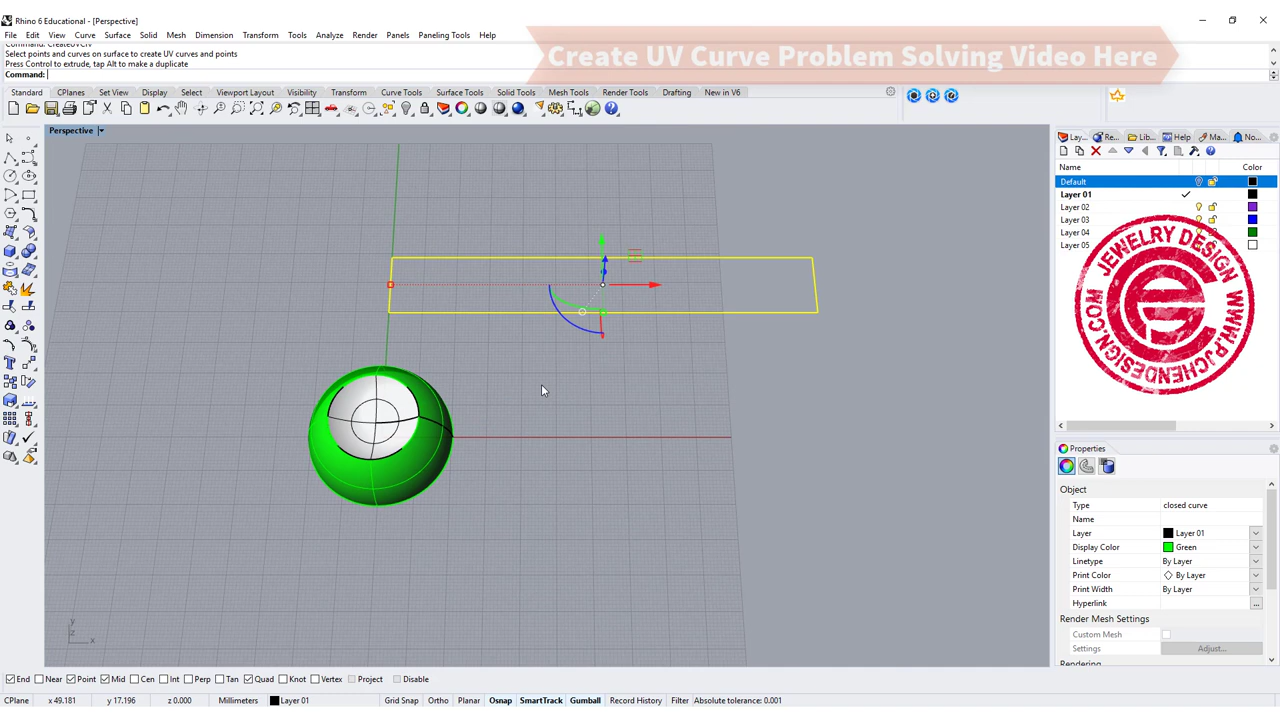 Rhino 6 Educational - [Perspective]
File Edit View Curve Surface Solid Mesh Dimension Transform Tools Analyze Render Panels Paneling Tools Help
Create UV Curve Problem Solving Video Here
Select points and curves on surface to create UV curves and points
Press Control to extrude, tap Alt to make a duplicate
Command:
Standard CPlanes Set View Display Select Viewport Layout Visibility Transform Curve Tools Surface Tools Solid Tools Mesh Tools Render Tools Drafting New in V6
Perspective
Lay... Re... Lib... Help Ma... No...
Name Color
Default
Layer 01
Layer 02
Layer 03
Layer 04
Layer 05
JEWELRY DESIGN
WWW.PJCHENDESIGN.COM
Properties
Object
Type closed curve
Name
Layer Layer 01
Display Color Green
Linetype By Layer
Print Color By Layer
Print Width By Layer
Hyperlink ...
Render Mesh Settings
Custom Mesh
Settings Adjust...
y
z
x
End Near Point Mid Cen Int Perp Tan Quad Knot Vertex Project Disable
CPlane x 49.181 y 17.196 z 0.000 Millimeters Layer 01 Grid Snap Ortho Planar Osnap SmartTrack Gumball Record History Filter Absolute tolerance: 0.001